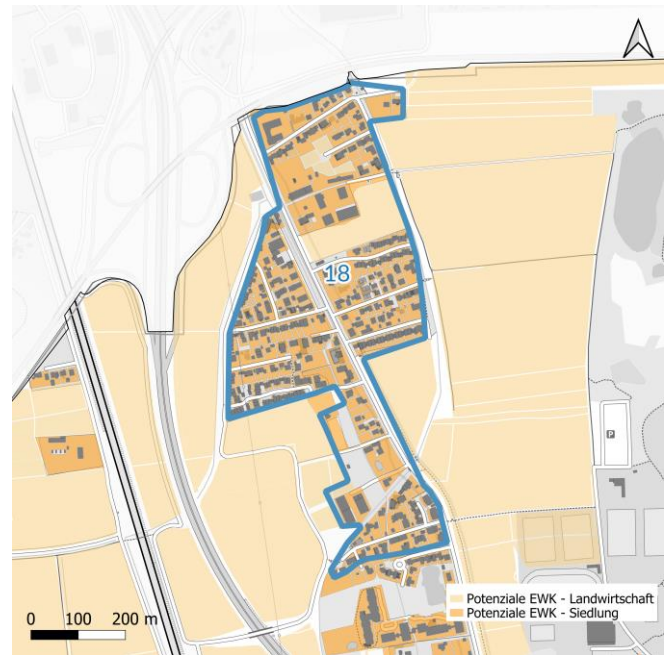 18
P
Potenziale EWK - Landwirtschaft
Potenziale EWK - Siedlung
0 100 200 m